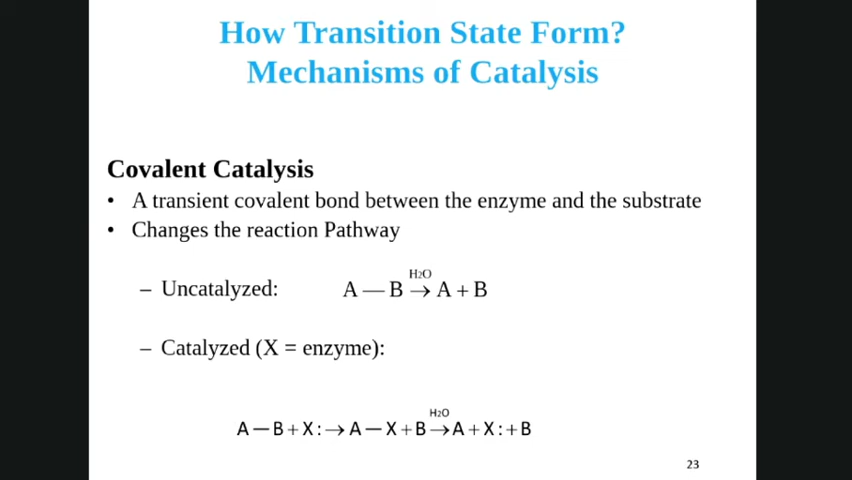 How Transition State Form?
Mechanisms of Catalysis
Covalent Catalysis
• A transient covalent bond between the enzyme and the substrate
• Changes the reaction Pathway
– Uncatalyzed: A — B H2O → A + B
– Catalyzed (X = enzyme):
A — B + X : → A — X + B H2O → A + X : + B
23